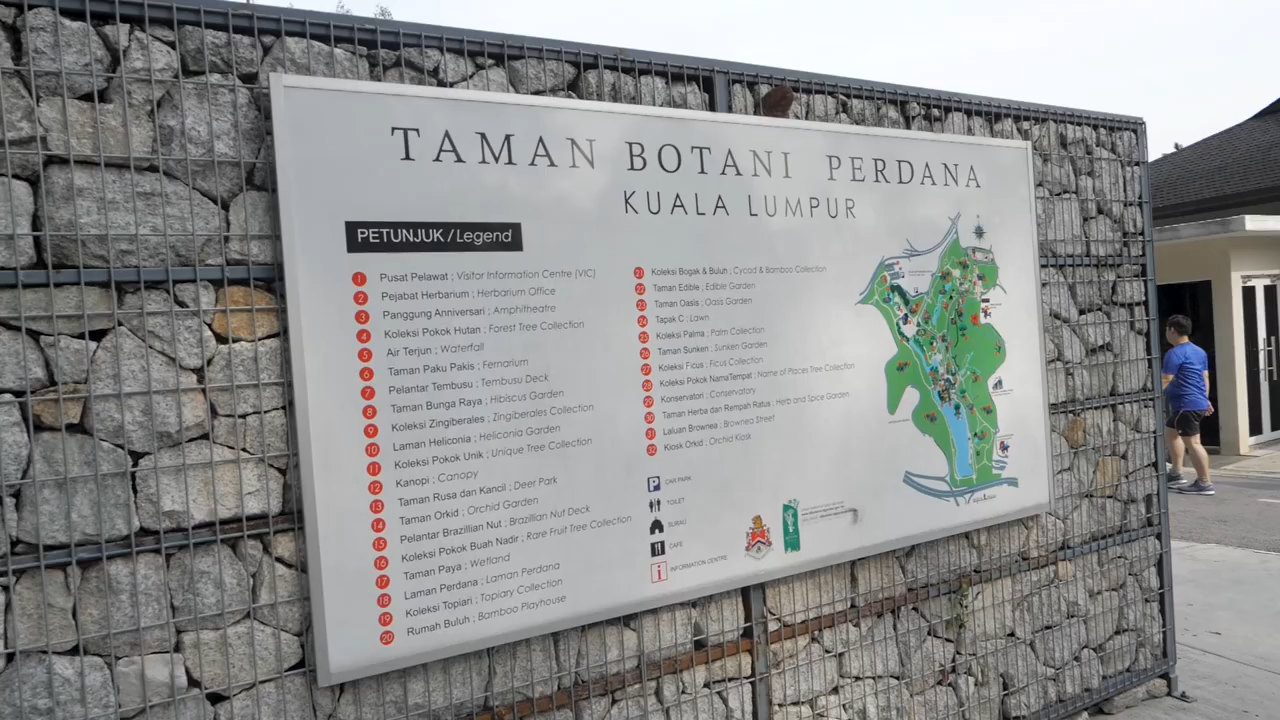 TAMAN BOTANI PERDANA
KUALA LUMPUR
PETUNJUK / Legend
1 Pusat Pelawat ; Visitor Information Centre (VIC)
2 Pejabat Herbarium ; Herbarium Office
3 Panggung Anniversari ; Amphitheatre
4 Koleksi Pokok Hutan ; Forest Tree Collection
5 Air Terjun ; Waterfall
6 Taman Paku Pakis ; Fernarium
7 Pelantar Tembusu ; Tembusu Deck
8 Taman Bunga Raya ; Hibiscus Garden
9 Koleksi Zingiberales ; Zingiberales Collection
10 Laman Heliconia ; Heliconia Garden
11 Koleksi Pokok Unik ; Unique Tree Collection
12 Kanopi ; Canopy
13 Taman Rusa dan Kancil ; Deer Park
14 Taman Orkid ; Orchid Garden
15 Pelantar Brazillian Nut ; Brazillian Nut Deck
16 Koleksi Pokok Buah Nadir ; Rare Fruit Tree Collection
17 Taman Paya ; Wetland
18 Laman Perdana ; Laman Perdana
19 Koleksi Topiari ; Topiary Collection
20 Rumah Buluh ; Bamboo Playhouse
21 Koleksi Bogak & Buluh ; Cycad & Bamboo Collection
22 Taman Edible ; Edible Garden
23 Taman Oasis ; Oasis Garden
24 Tapak C ; Lawn
25 Koleksi Palma ; Palm Collection
26 Taman Sunken ; Sunken Garden
27 Koleksi Ficus ; Ficus Collection
28 Koleksi Pokok NamaTempat ; Name of Places Tree Collection
29 Konservatori ; Conservatory
30 Taman Herba dan Rempah Ratus ; Herb and Spice Garden
31 Laluan Brownea ; Brownea Street
32 Kiosk Orkid ; Orchid Kiosk
P CAR PARK
TOILET
SURAU
CAFE
i INFORMATION CENTRE